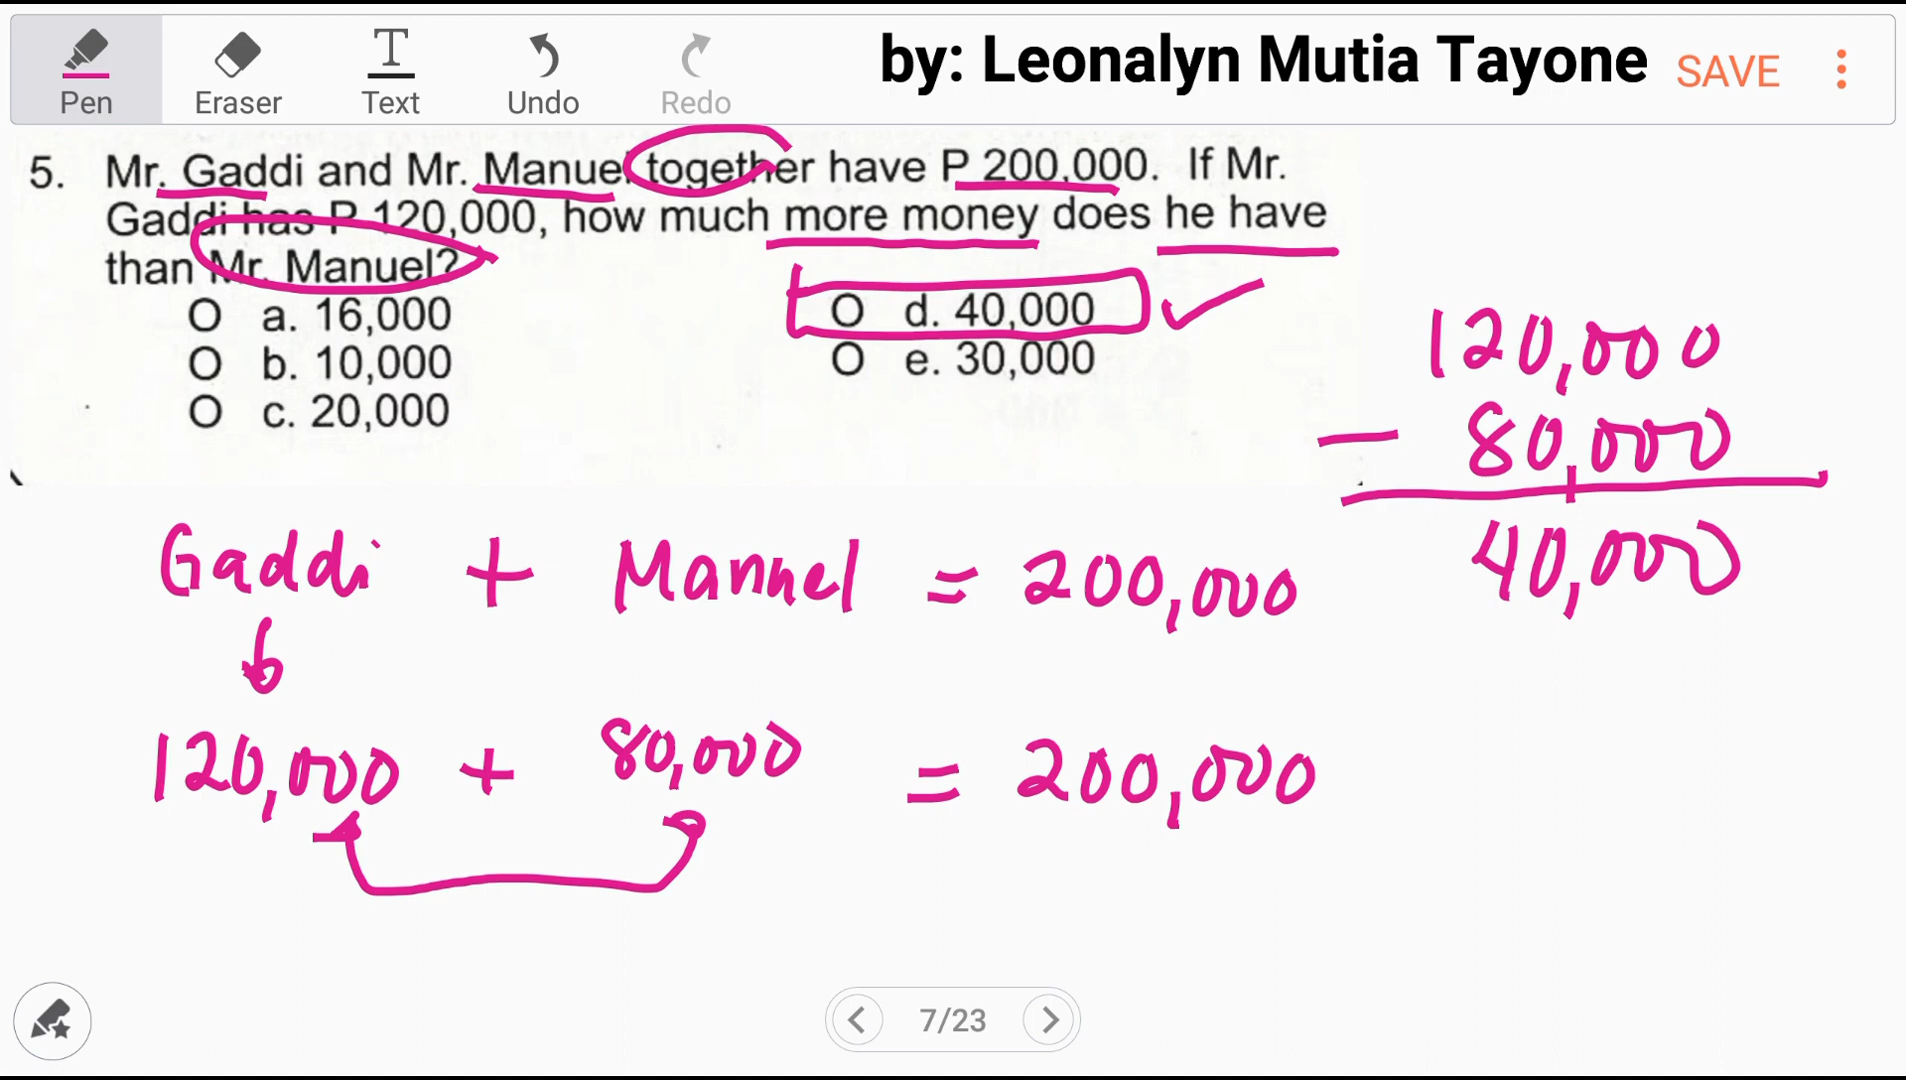 Pen Eraser Text Undo Redo by: Leonalyn Mutia Tayone SAVE
5. Mr. Gaddi and Mr. Manuel together have P 200,000. If Mr.
Gaddi has P 120,000, how much more money does he have
than Mr. Manuel?
O a. 16,000
O b. 10,000
O c. 20,000
O d. 40,000
O e. 30,000
120,000
- 80,000
40,000
Gaddi + Manuel = 200,000
120,000 + 80,000 = 200,000
7/23